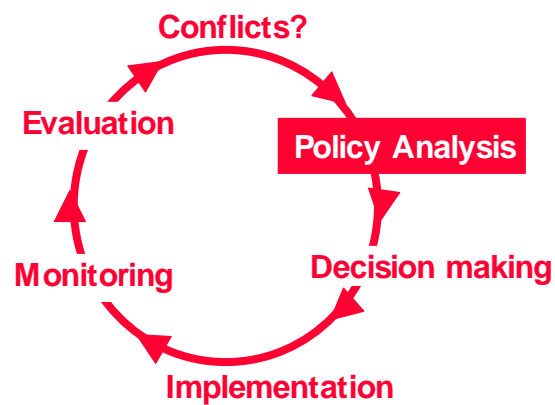 Conflicts?
Policy Analysis
Decision making
Implementation
Monitoring
Evaluation